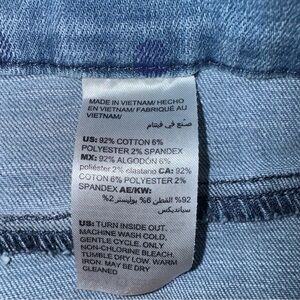 MADE IN VIETNAM/ HECHO
EN VIETNAM/ FABRIQUÉ AU
VIETNAM/
صنع في فيتنام
US: 92% COTTON 6%
POLYESTER 2% SPANDEX
MX: 92% ALGODÓN 6%
poliéster 2% elastane CA: 92%
COTON 6% POLYESTER 2%
SPANDEX AE/KW:
92% القطن 6% بوليستر 2%
سبانديكس
US: TURN INSIDE OUT.
MACHINE WASH COLD,
GENTLE CYCLE. ONLY
NON-CHLORINE BLEACH.
TUMBLE DRY LOW. WARM
IRON. MAY BE DRY
CLEANED